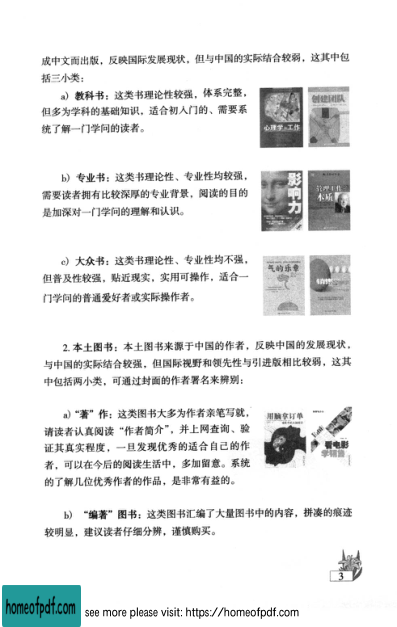 成中文而出版，反映国际发展现状，但与中国的实际结合较弱，这其中包
括三小类：
a）教科书：这类书理论性较强，体系完整，
但多为学科的基础知识，适合初入门的、需要系
统了解一门学问的读者。
心理学与工作
创建团队
b）专业书：这类书理论性、专业性均较强，
需要读者拥有比较深厚的专业背景，阅读的目的
是加深对一门学问的理解和认识。
影响力
管理工作
本质
c）大众书：这类书理论性、专业性均不强，
但普及性较强，贴近现实，实用可操作，适合一
门学问的普通爱好者或实际操作者。
气的乐章
2. 本土图书：本土图书来源于中国的作者，反映中国的发展现状，
与中国的实际结合较强，但国际视野和领先性与引进版相比较弱，这其
中包括两小类，可通过封面的作者署名来辨别：
a）“著”作：这类图书大多为作者亲笔写就，
请读者认真阅读“作者简介”，并上网查询、验
证其真实程度，一旦发现优秀的适合自己的作
者，可以在今后的阅读生活中，多加留意。系统
的了解几位优秀作者的作品，是非常有益的。
用脑拿订单
看电影
b）“编著”图书：这类图书汇编了大量图书中的内容，拼凑的痕迹
较明显，建议读者仔细分辨，谨慎购买。
3
homeofpdf.com
see more please visit: https://homeofpdf.com